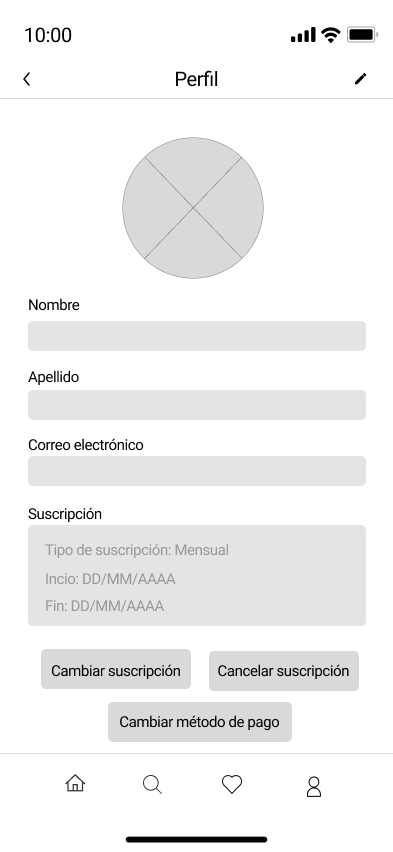 10:00
Perfil
Nombre
Apellido
Correo electrónico
Suscripción
Tipo de suscripción: Mensual
Incio: DD/MM/AAAA
Fin: DD/MM/AAAA
Cambiar suscripción
Cancelar suscripción
Cambiar método de pago